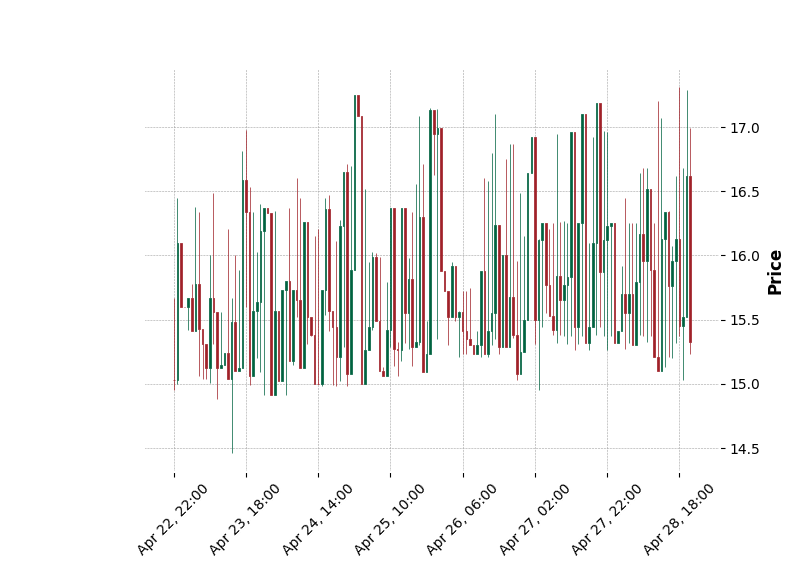 17.0
16.5
16.0
15.5
15.0
14.5
Price
Apr 22, 22:00
Apr 23, 18:00
Apr 24, 14:00
Apr 25, 10:00
Apr 26, 06:00
Apr 27, 02:00
Apr 27, 22:00
Apr 28, 18:00